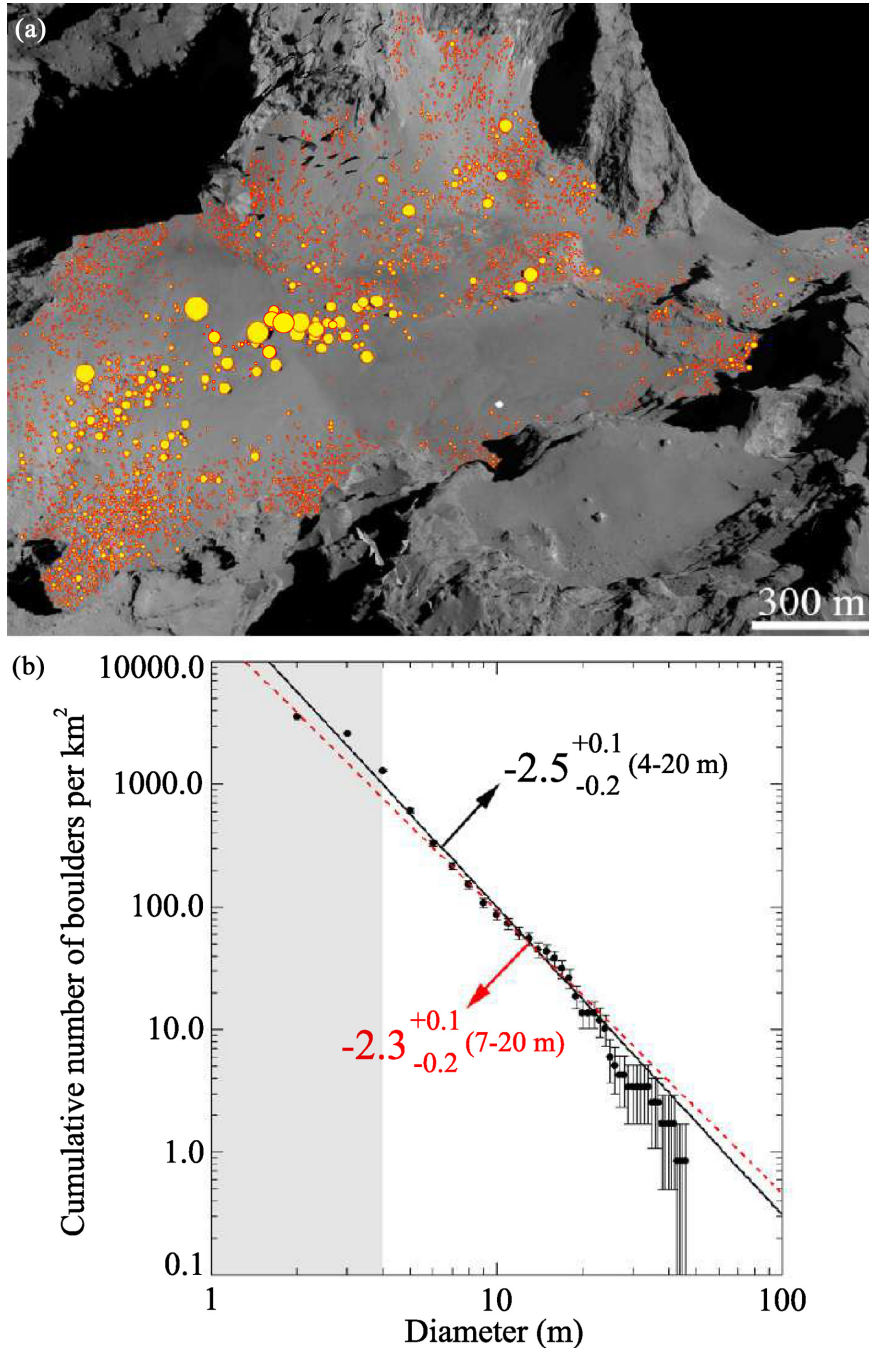 (a)
300 m
(b)
10000.0
1000.0
100.0
10.0
1.0
0.1
Cumulative number of boulders per km²
-2.5 +0.1 -0.2 (4-20 m)
-2.3 +0.1 -0.2 (7-20 m)
1 10 100
Diameter (m)